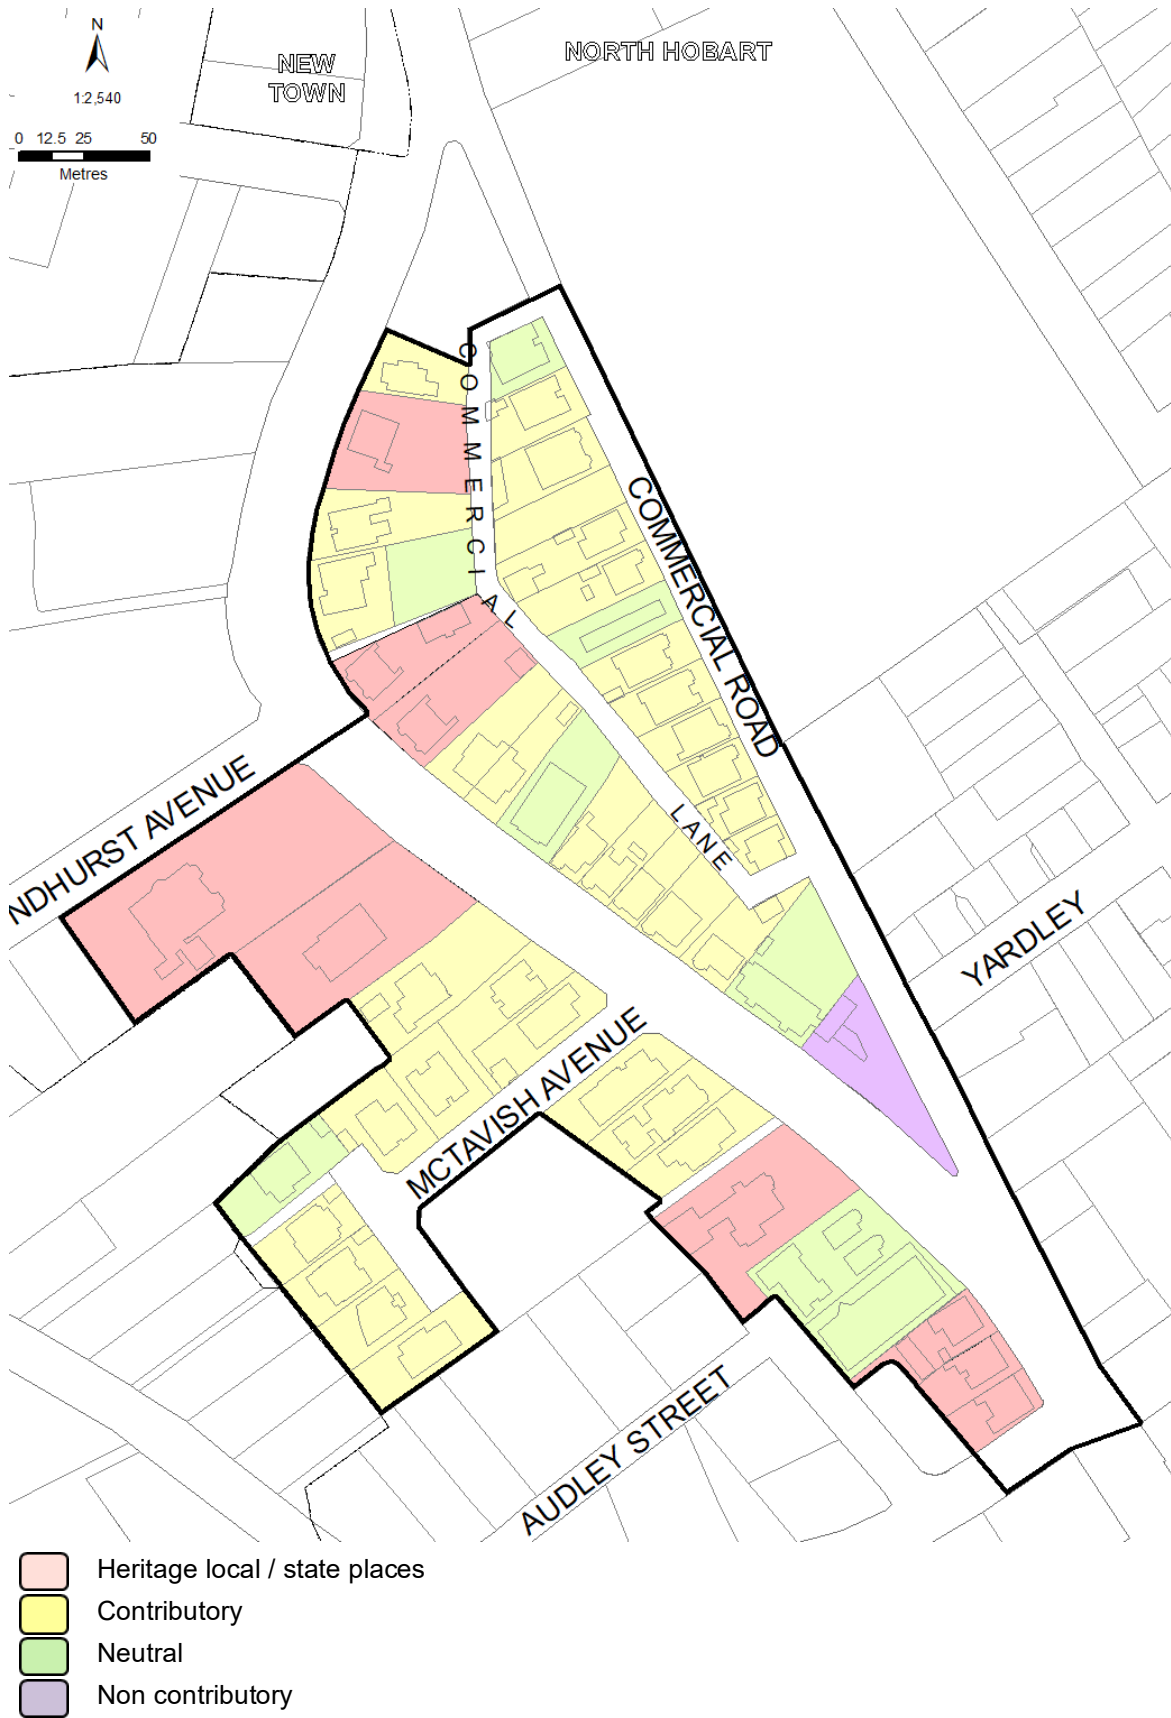 N
1:2,540
0 12.5 25 50
Metres
NEW
TOWN
NORTH HOBART
COMMERCIAL
LANE
COMMERCIAL ROAD
NDHURST AVENUE
YARDLEY
MCTAVISH AVENUE
AUDLEY STREET
Heritage local / state places
Contributory
Neutral
Non contributory